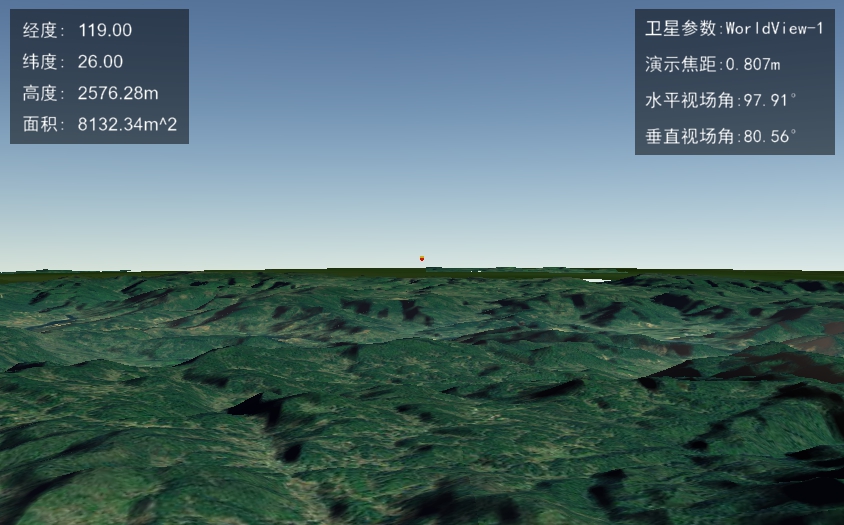 经度: 119.00
纬度: 26.00
高度: 2576.28m
面积: 8132.34m^2
卫星参数:WorldView-1
演示焦距:0.807m
水平视场角:97.91°
垂直视场角:80.56°